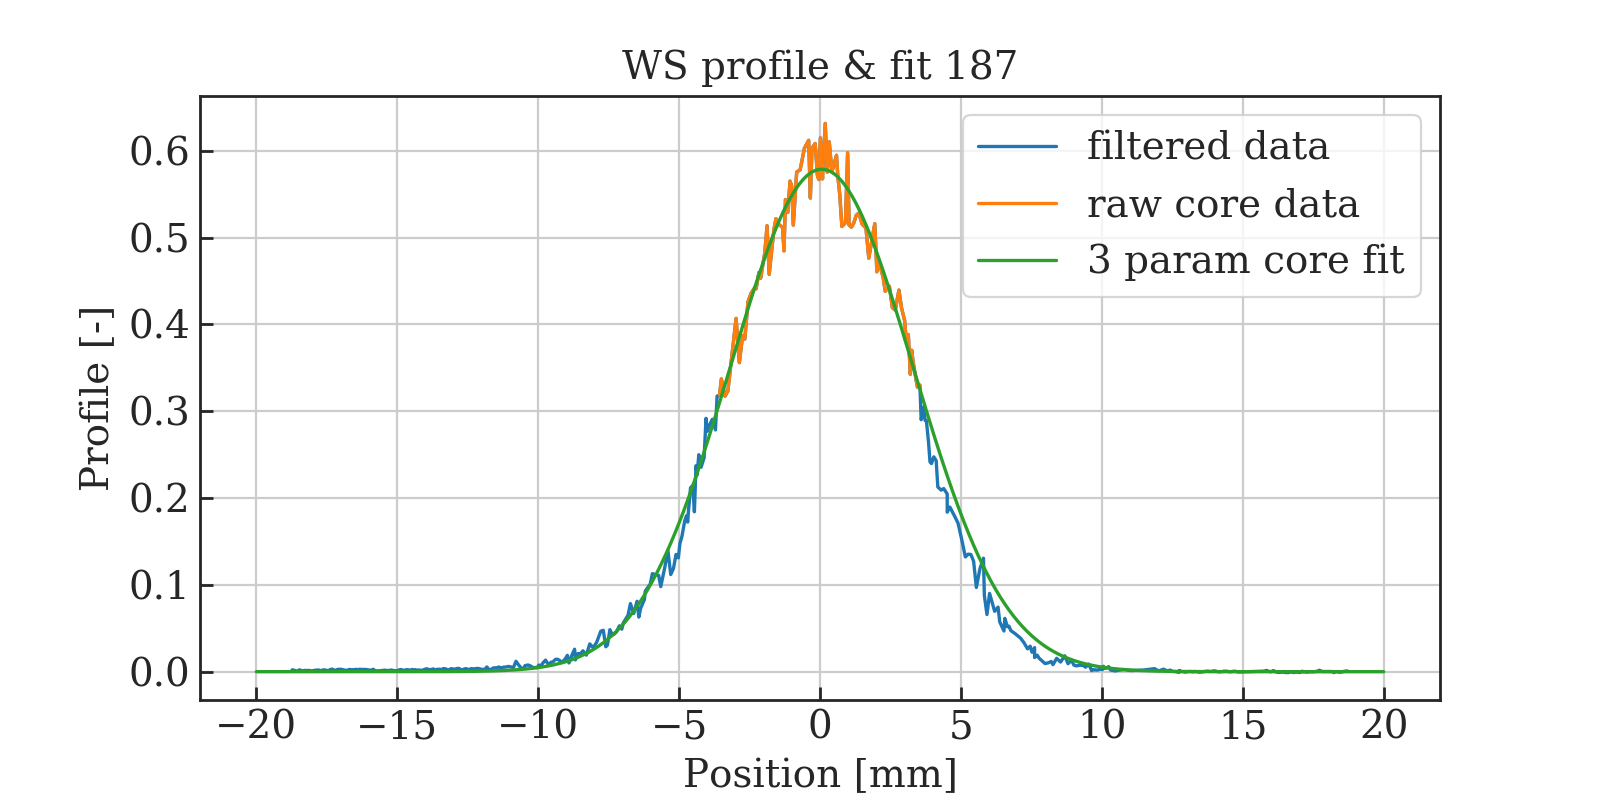 WS profile & fit 187
filtered data
raw core data
3 param core fit
Profile [-]
0.6
0.5
0.4
0.3
0.2
0.1
0.0
−20 −15 −10 −5 0 5 10 15 20
Position [mm]